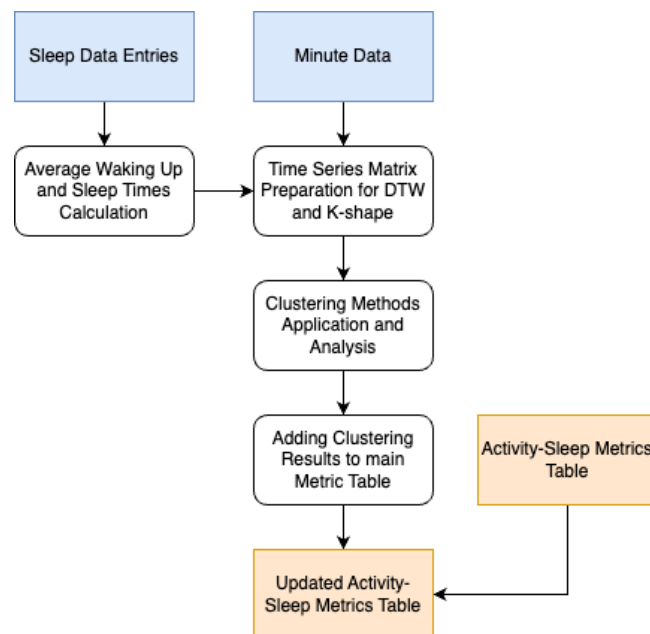 Sleep Data Entries
Minute Data
Average Waking Up
and Sleep Times
Calculation
Time Series Matrix
Preparation for DTW
and K-shape
Clustering Methods
Application and
Analysis
Adding Clustering
Results to main
Metric Table
Activity-Sleep Metrics
Table
Updated Activity-
Sleep Metrics Table